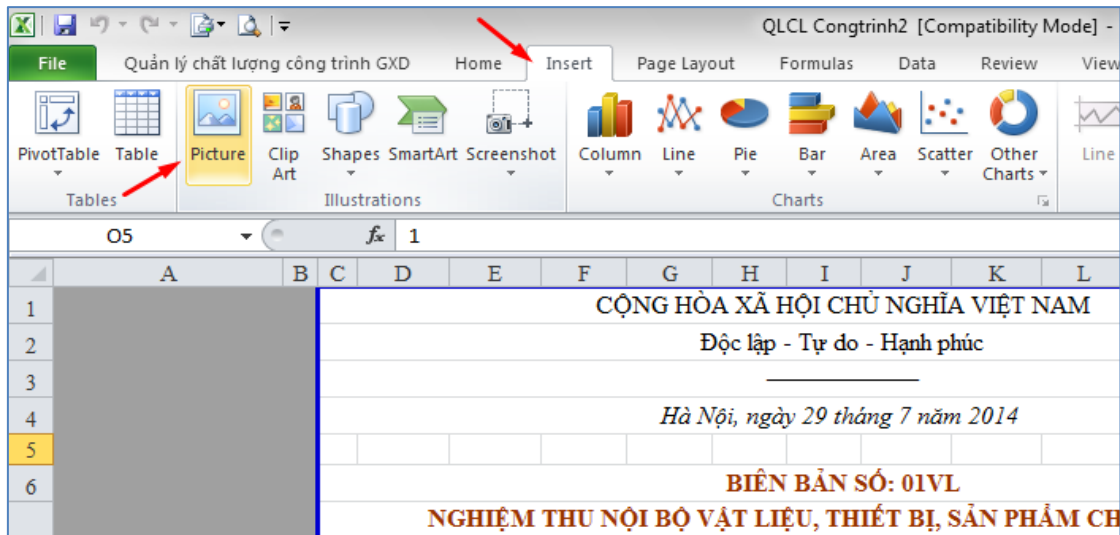 QLCL Congtrinh2 [Compatibility Mode] -
File Quản lý chất lượng công trình GXD Home Insert Page Layout Formulas Data Review View
PivotTable Table Picture Clip Art Shapes SmartArt Screenshot Column Line Pie Bar Area Scatter Other Charts Line
Tables Illustrations Charts
O5 fx 1
A B C D E F G H I J K L
1 CỘNG HÒA XÃ HỘI CHỦ NGHĨA VIỆT NAM
2 Độc lập - Tự do - Hạnh phúc
3
4 Hà Nội, ngày 29 tháng 7 năm 2014
5
6 BIÊN BẢN SỐ: 01VL
NGHIỆM THU NỘI BỘ VẬT LIỆU, THIẾT BỊ, SẢN PHẨM CH